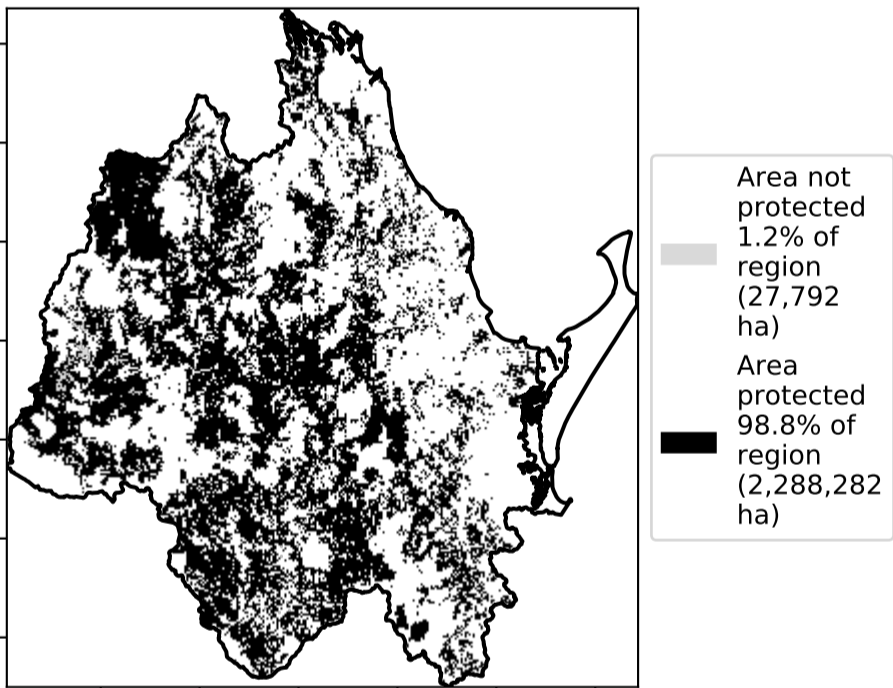 Area not
protected
1.2% of
region
(27,792
ha)
Area
protected
98.8% of
region
(2,288,282
ha)